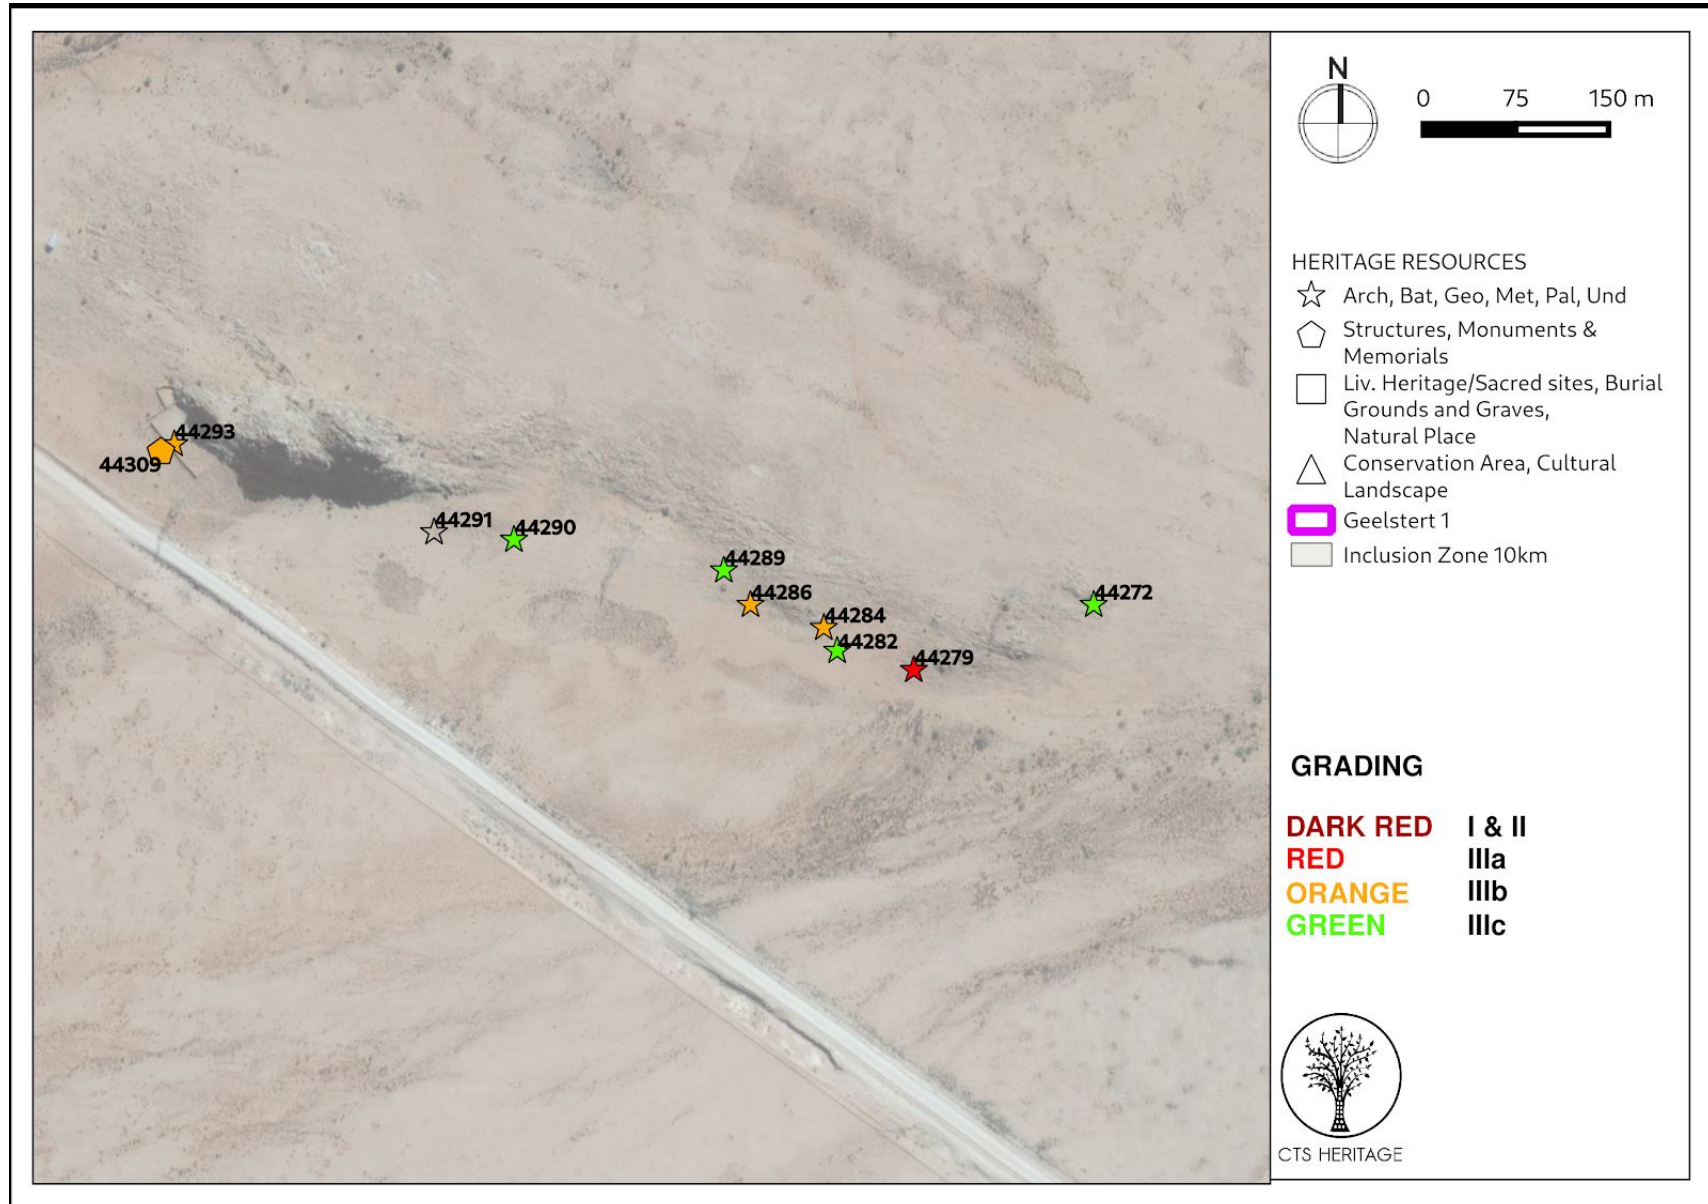 44293
44309
44291
44290
44289
44286
44284
44282
44279
44272
N
0 75 150 m
HERITAGE RESOURCES
Arch, Bat, Geo, Met, Pal, Und
Structures, Monuments &
Memorials
Liv. Heritage/Sacred sites, Burial
Grounds and Graves,
Natural Place
Conservation Area, Cultural
Landscape
Geelstert 1
Inclusion Zone 10km
GRADING
DARK RED I & II
RED IIIa
ORANGE IIIb
GREEN IIIc
CTS HERITAGE